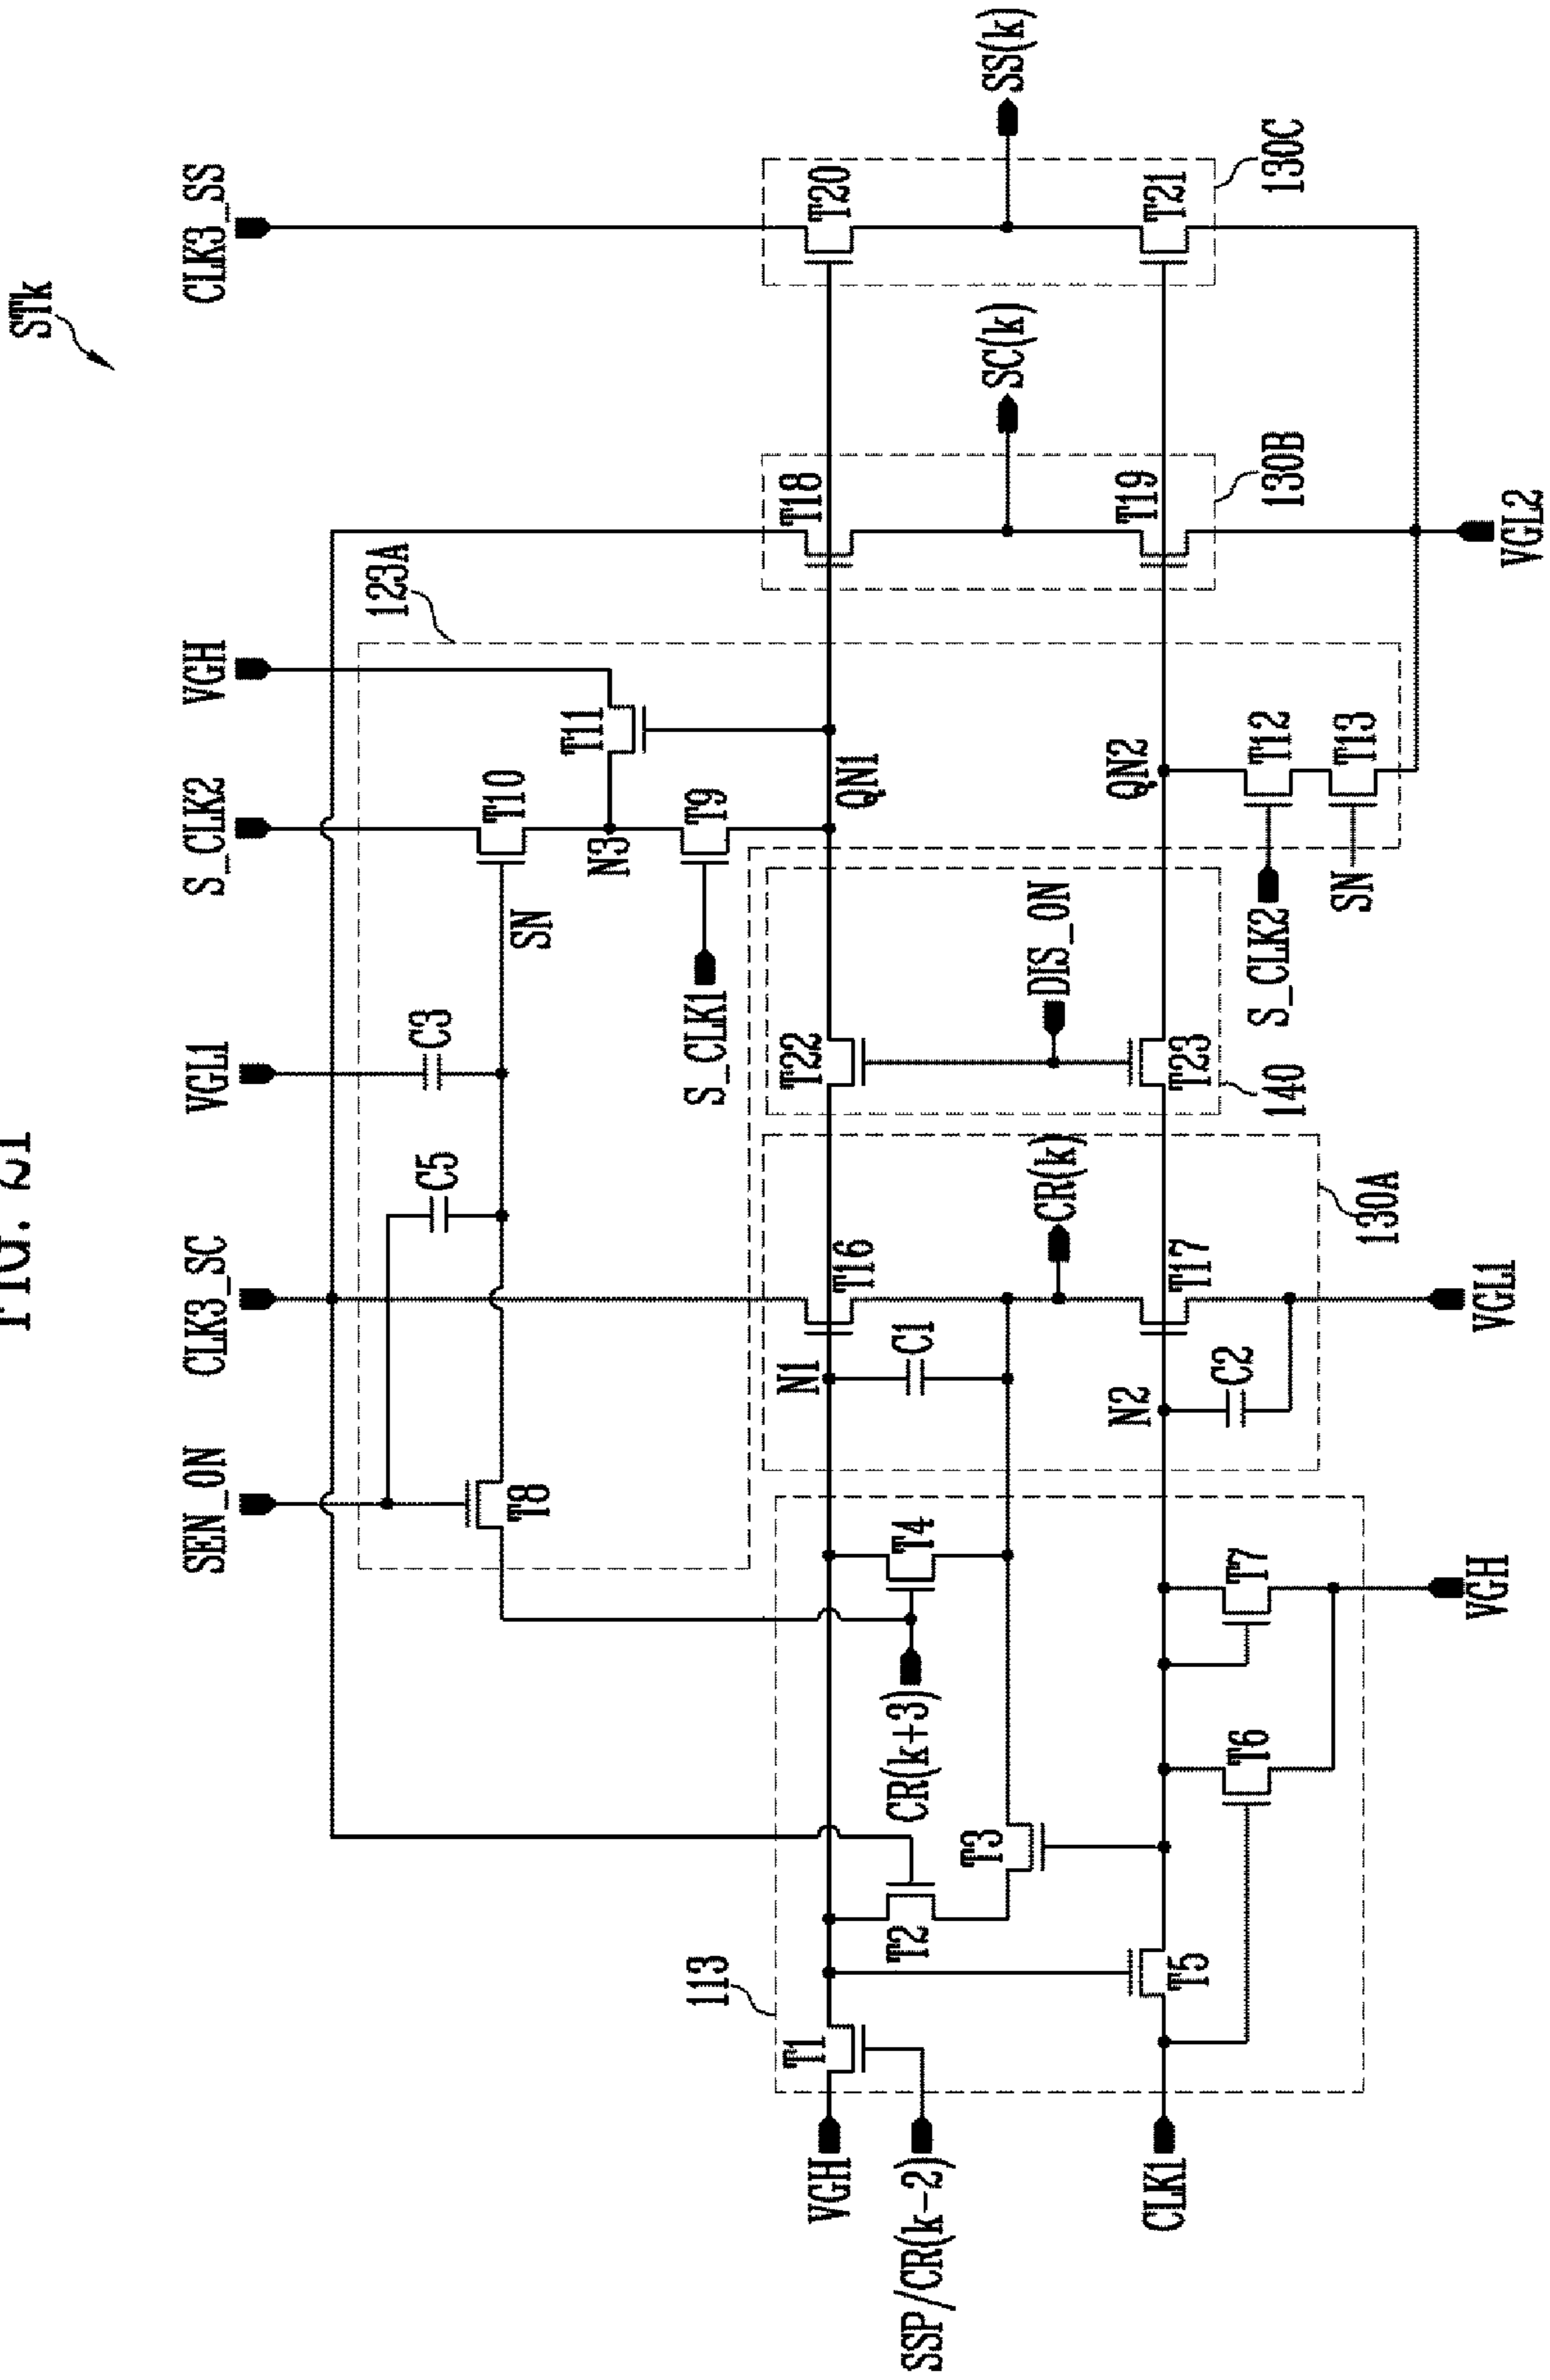 STk
SEN_ON
CLK3_SC
VGL1
S_CLK2
VGH
CLK3_SS
123A
C5
C3
T8
SN
T10
T11
N3
T9
S_CLK1
113
VGH
T1
SSP/CR(k-2)
T2
CR(k+3)
T4
T3
T5
T6
T7
CLK1
VGH
N1
T16
C1
CR(k)
N2
T17
C2
130A
VGL1
T22
DIS_ON
T23
140
QN1
QN2
T12
T13
S_CLK2
SN
T18
SC(k)
T19
130B
VGL2
T20
SS(k)
T21
130C